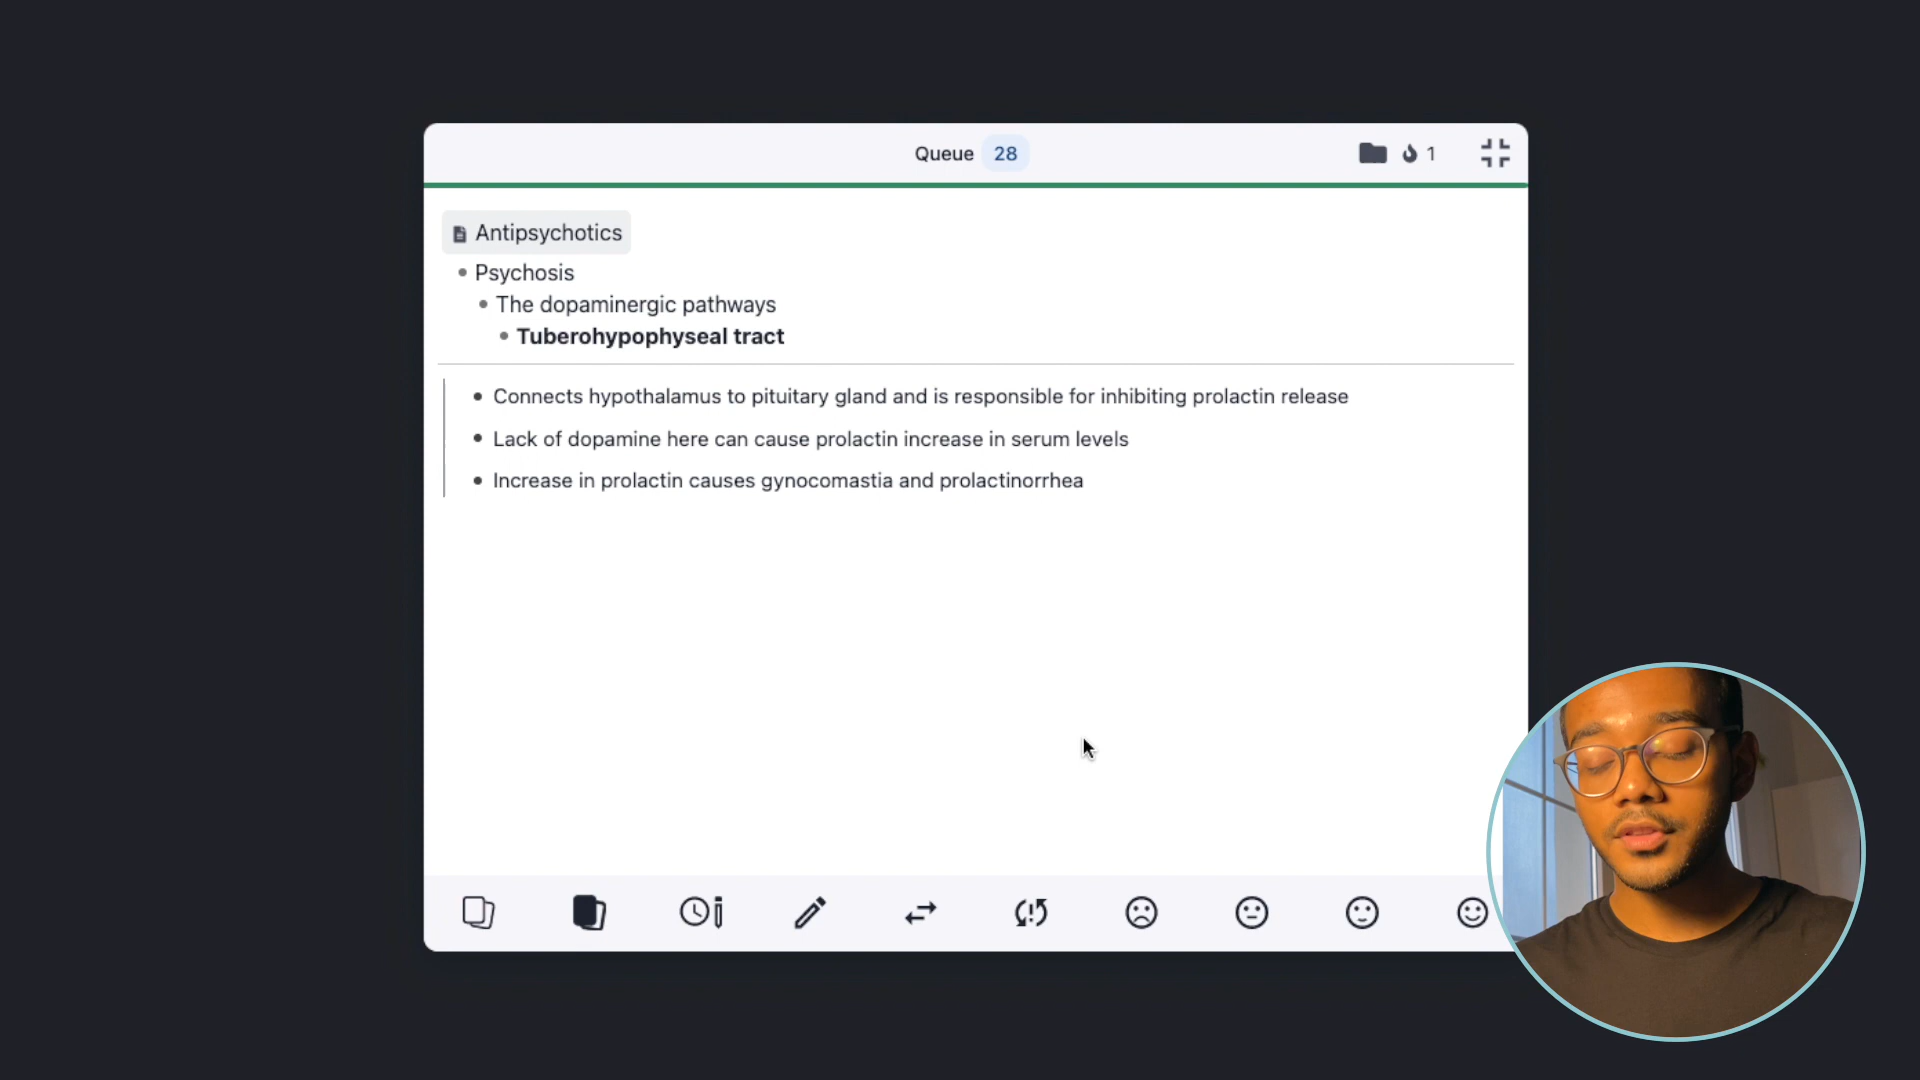 Queue 28
1
Antipsychotics
Psychosis
The dopaminergic pathways
Tuberohypophyseal tract
Connects hypothalamus to pituitary gland and is responsible for inhibiting prolactin release
Lack of dopamine here can cause prolactin increase in serum levels
Increase in prolactin causes gynocomastia and prolactinorrhea